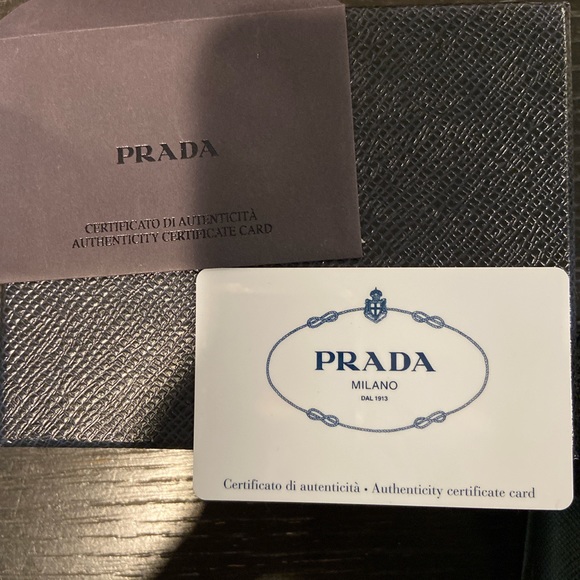 PRADA
CERTIFICATO DI AUTENTICITÀ
AUTHENTICITY CERTIFICATE CARD
PRADA
MILANO
DAL 1913
Certificato di autenticità • Authenticity certificate card